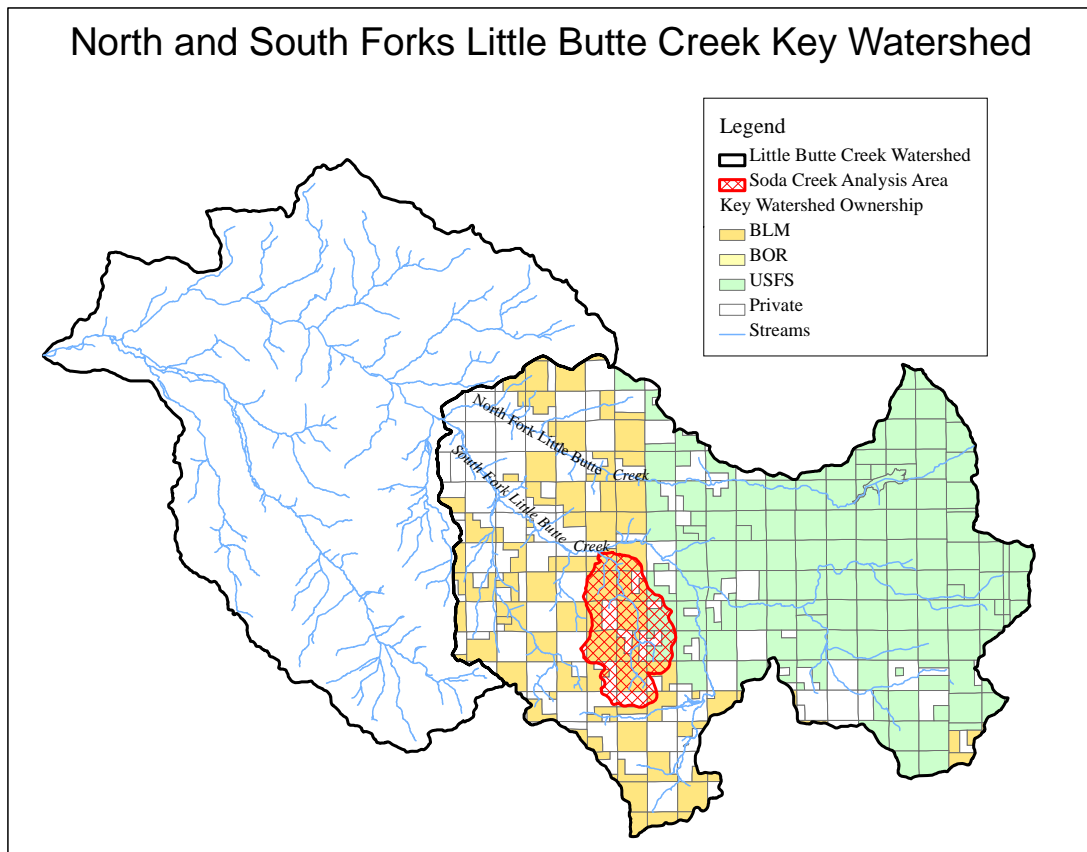 North and South Forks Little Butte Creek Key Watershed
Legend
Little Butte Creek Watershed
Soda Creek Analysis Area
Key Watershed Ownership
BLM
BOR
USFS
Private
Streams
North Fork Little Butte Creek
South Fork Little Butte Creek